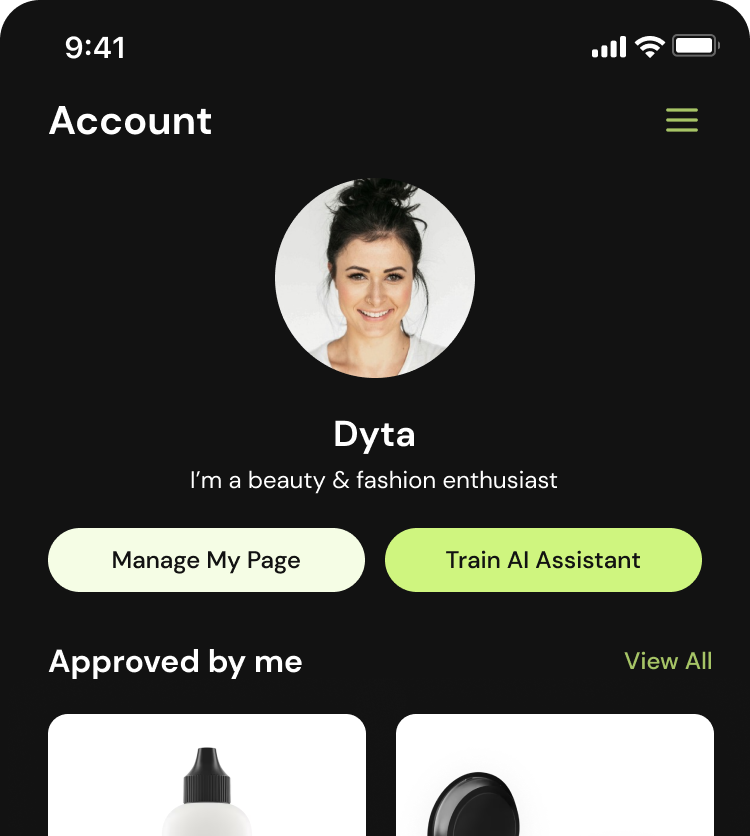 9:41
Account
Dyta
I’m a beauty & fashion enthusiast
Manage My Page
Train AI Assistant
Approved by me
View All